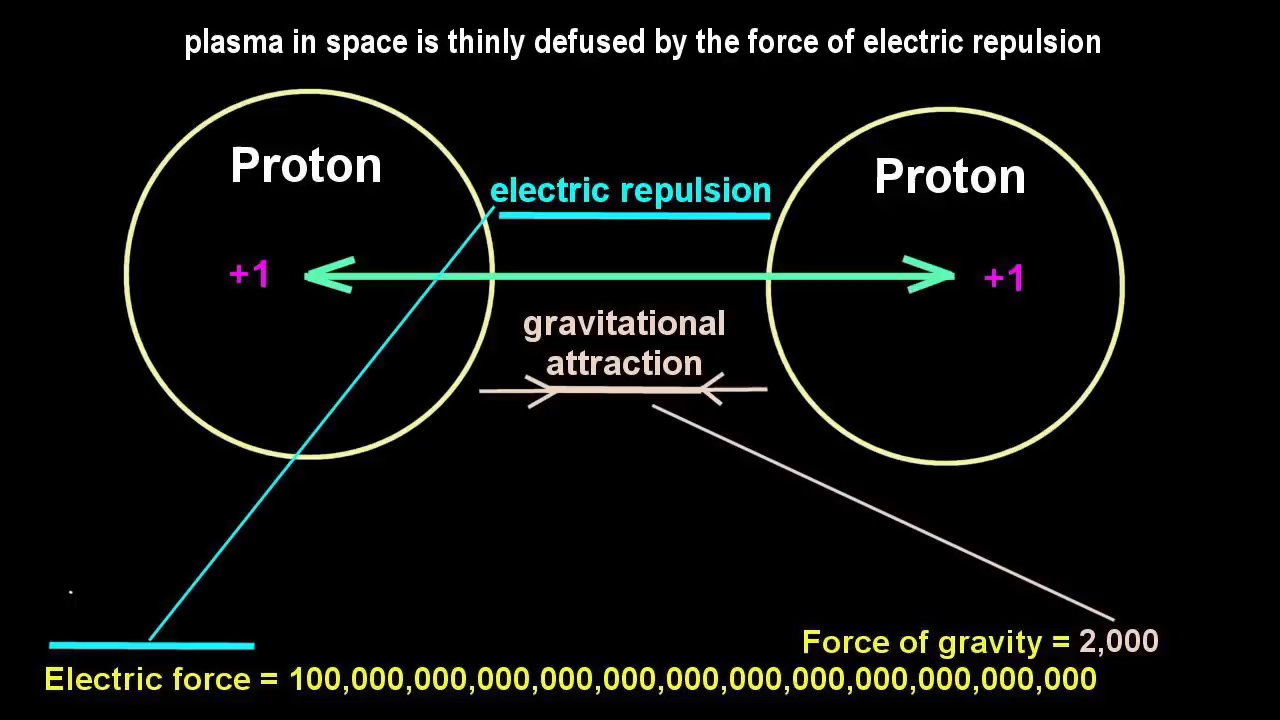 plasma in space is thinly defused by the force of electric repulsion
Proton
Proton
electric repulsion
+1
+1
gravitational
attraction
Force of gravity = 2,000
Electric force = 100,000,000,000,000,000,000,000,000,000,000,000,000